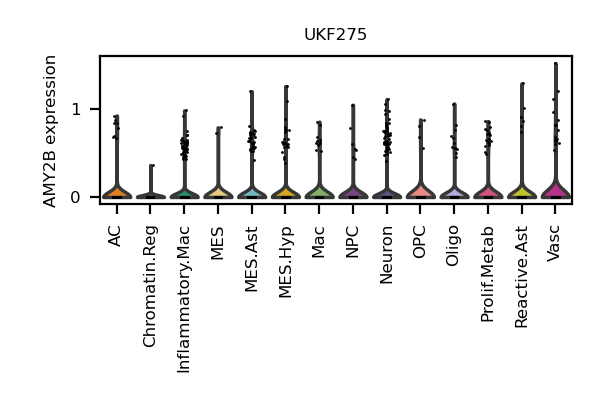 UKF275
AMY2B expression
1
0
AC
Chromatin.Reg
Inflammatory.Mac
MES
MES.Ast
MES.Hyp
Mac
NPC
Neuron
OPC
Oligo
Prolif.Metab
Reactive.Ast
Vasc